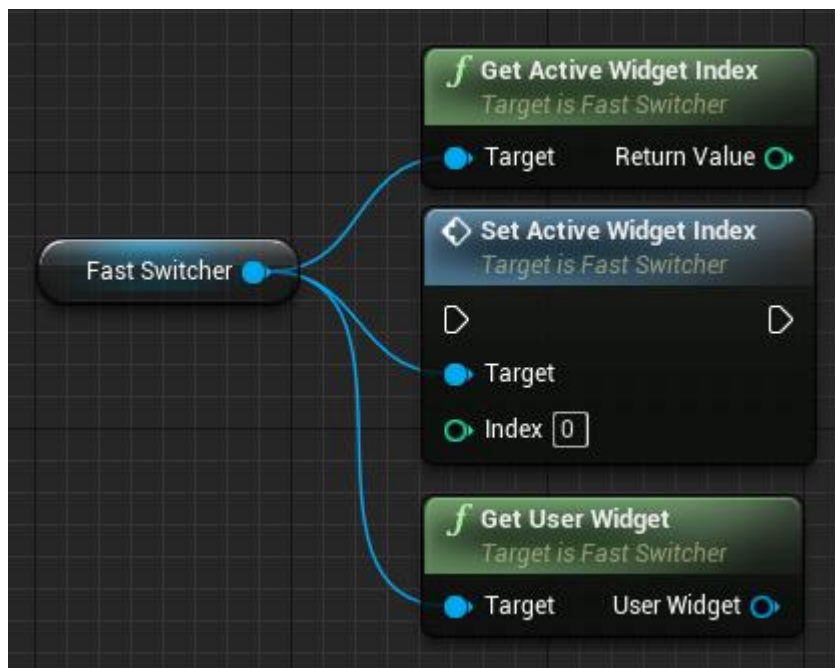 Get Active Widget Index
Target is Fast Switcher
Target Return Value
Fast Switcher
Set Active Widget Index
Target is Fast Switcher
Target
Index 0
Get User Widget
Target is Fast Switcher
Target User Widget